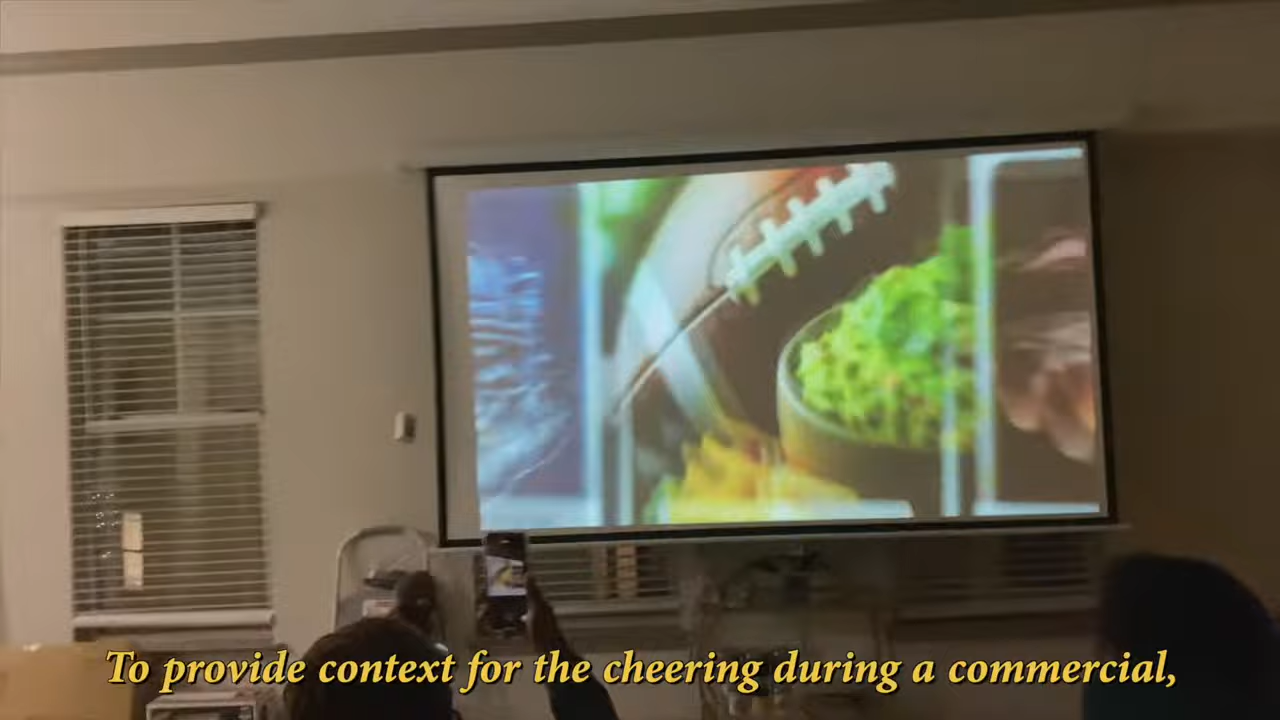 To provide context for the cheering during a commercial,